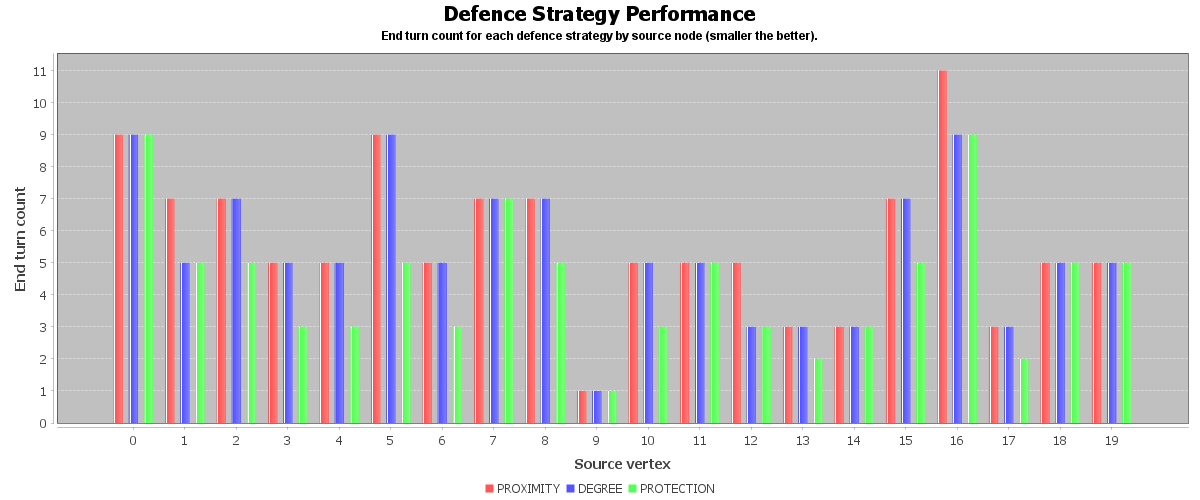 Defence Strategy Performance
End turn count for each defence strategy by source node (smaller the better).
11
10
9
8
7
6
5
4
3
2
1
0
End turn count
0 1 2 3 4 5 6 7 8 9 10 11 12 13 14 15 16 17 18 19
Source vertex
PROXIMITY DEGREE PROTECTION